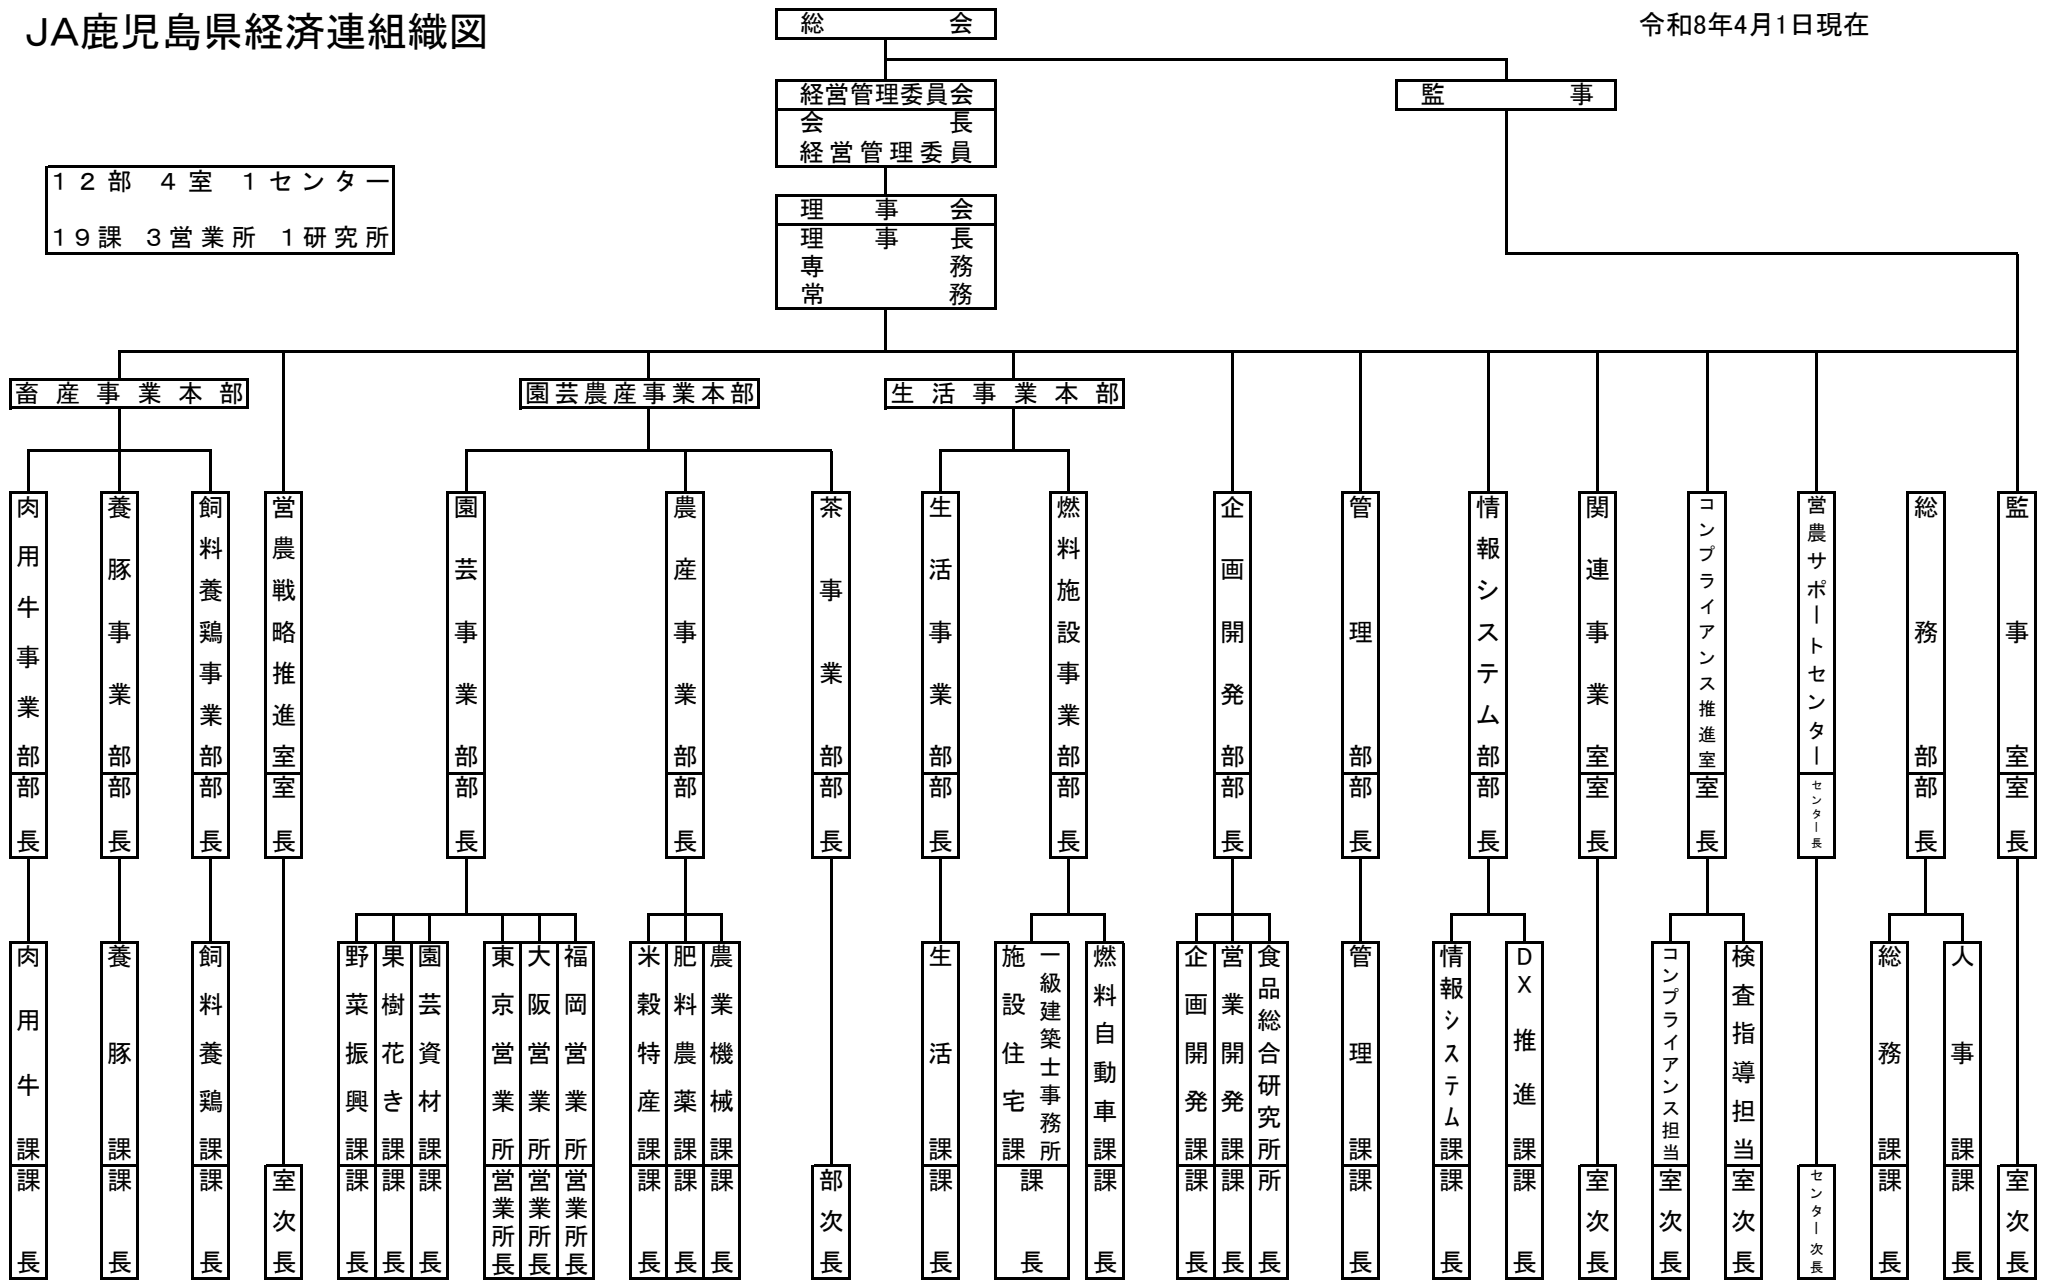 JA鹿児島県経済連組織図
令和8年4月1日現在
総会
経営管理委員会
会長
経営管理委員
監事
12部 4室 1センター
19課 3営業所 1研究所
理事会
理事長
専務
常務
畜産事業本部
園芸農産事業本部
生活事業本部
肉用牛事業部
部長
養豚事業部
部長
飼料養鶏事業部
部長
営農戦略推進室
室長
園芸事業部
部長
農産事業部
部長
茶事業部
部長
生活事業部
部長
燃料施設事業部
部長
企画開発部
部長
管理部
部長
情報システム部
部長
関連事業室
室長
コンプライアンス推進室
室長
営農サポートセンター
センター長
総務部
部長
監事室
室長
肉用牛課
課長
養豚課
課長
飼料養鶏課
課長
室次長
野菜振興課
課長
果樹花き課
課長
園芸資材課
課長
東京営業所
営業所長
大阪営業所
営業所長
福岡営業所
営業所長
米穀特産課
課長
肥料農薬課
課長
農業機械課
課長
部次長
生活課
課長
施設住宅課
一級建築士事務所
課長
燃料自動車課
課長
企画開発課
課長
営業開発課
課長
食品総合研究所
所長
管理課
課長
情報システム課
課長
DX推進課
課長
室次長
コンプライアンス担当
室次長
検査指導担当
室次長
センター次長
総務課
課長
人事課
課長
室次長